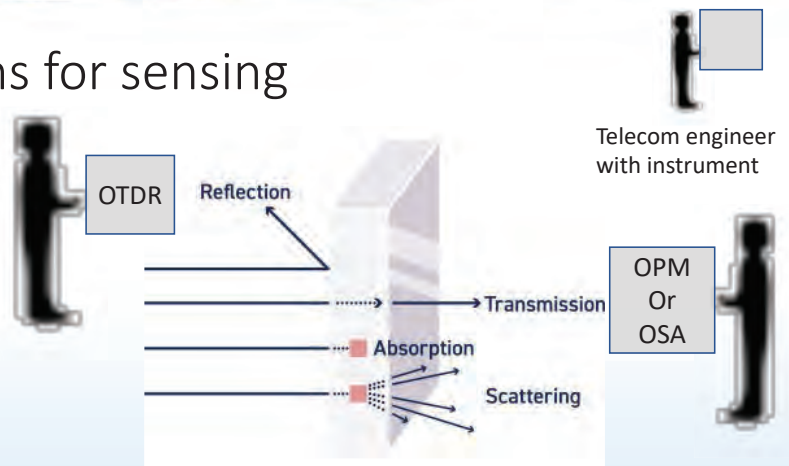 ns for sensing
Telecom engineer
with instrument
OTDR
Reflection
OPM
Or
OSA
Transmission
Absorption
Scattering